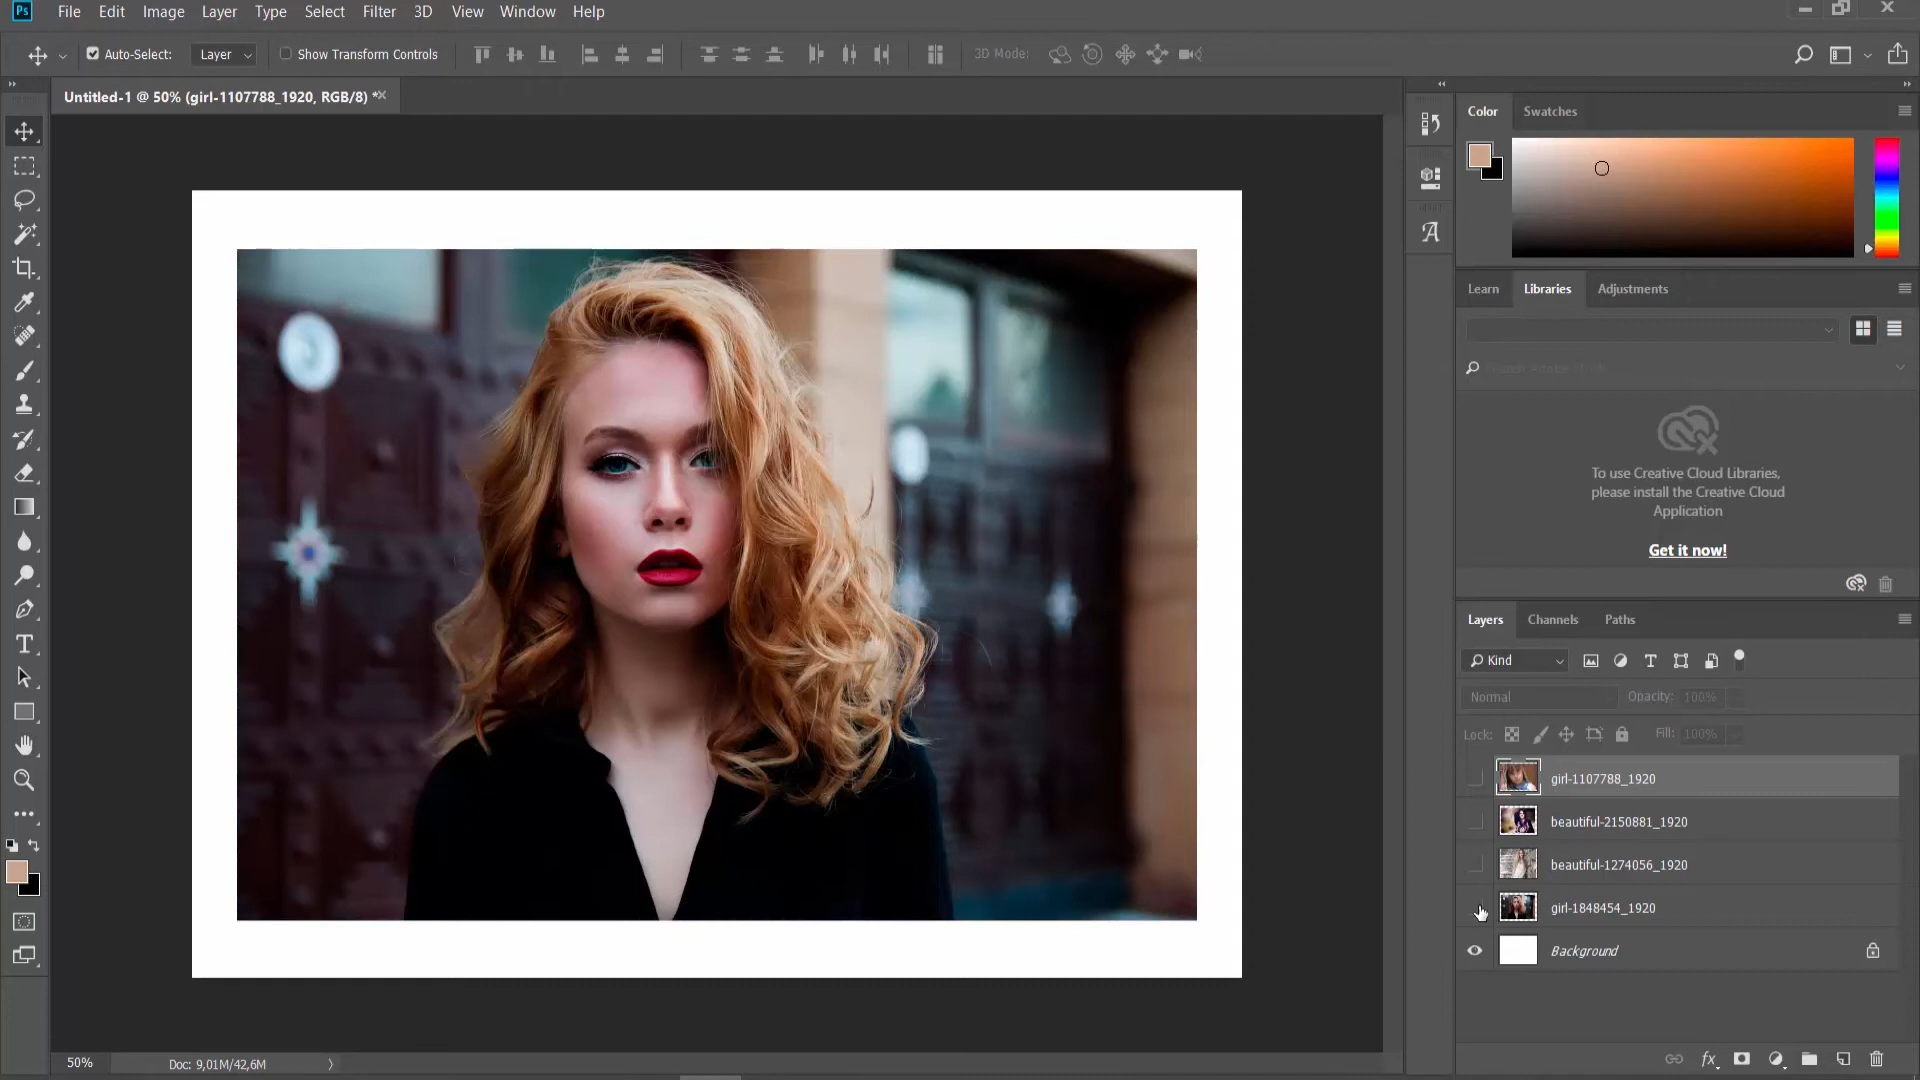 Ps File Edit Image Layer Type Select Filter 3D View Window Help
Auto-Select: Layer Show Transform Controls 3D Mode:
Untitled-1 @ 50% (girl-1107788_1920, RGB/8) *
Color Swatches
Learn Libraries Adjustments
To use Creative Cloud Libraries,
please install the Creative Cloud
Application
Get it now!
Layers Channels Paths
Kind
Normal Opacity: 100%
Lock: Fill: 100%
girl-1107788_1920
beautiful-2150881_1920
beautiful-1274056_1920
girl-1848454_1920
Background
fx
50% Doc: 9,01M/42,6M